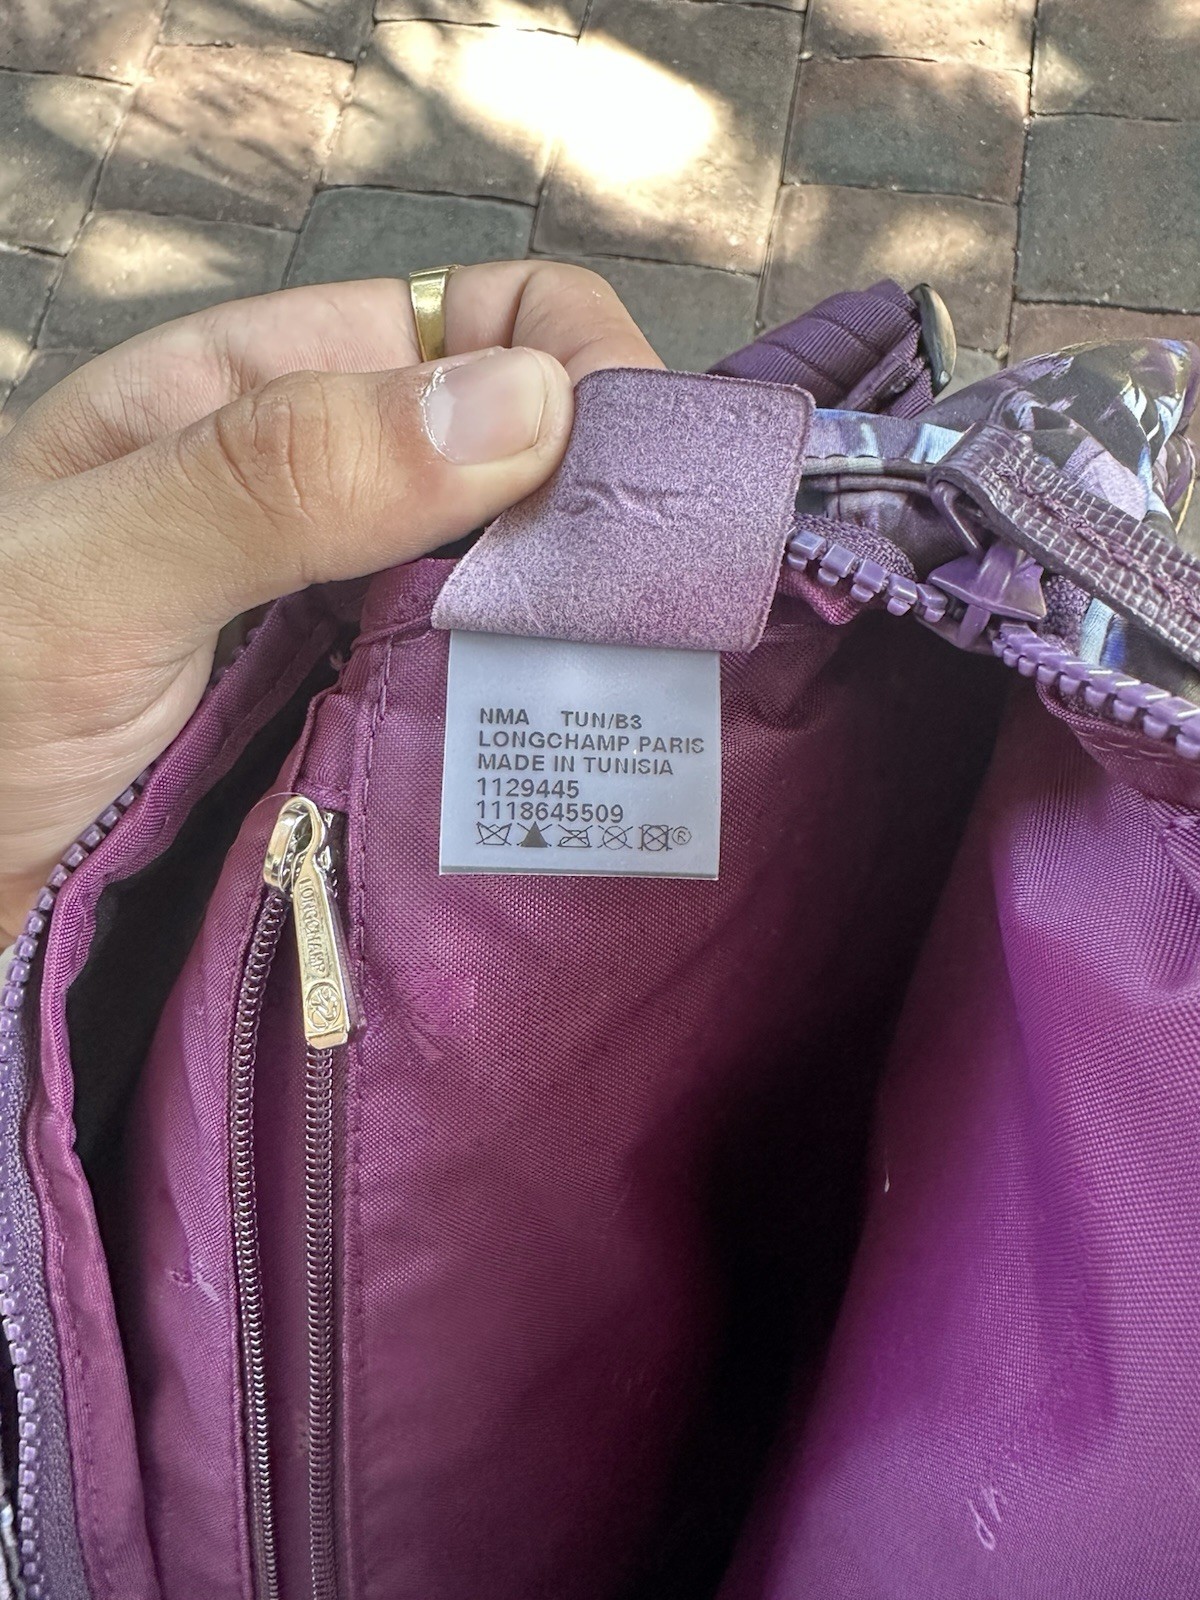 NMA TUN/B3
LONGCHAMP PARIS
MADE IN TUNISIA
1129445
1118645509
®
LONGCHAMP